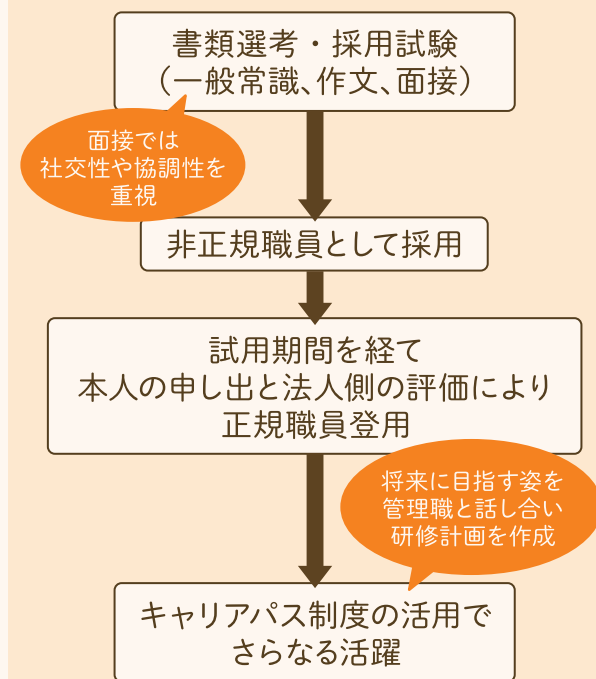 書類選考・採用試験
（一般常識、作文、面接）
面接では
社交性や協調性を
重視
非正規職員として採用
試用期間を経て
本人の申し出と法人側の評価により
正規職員登用
将来に目指す姿を
管理職と話し合い
研修計画を作成
キャリアパス制度の活用で
さらなる活躍